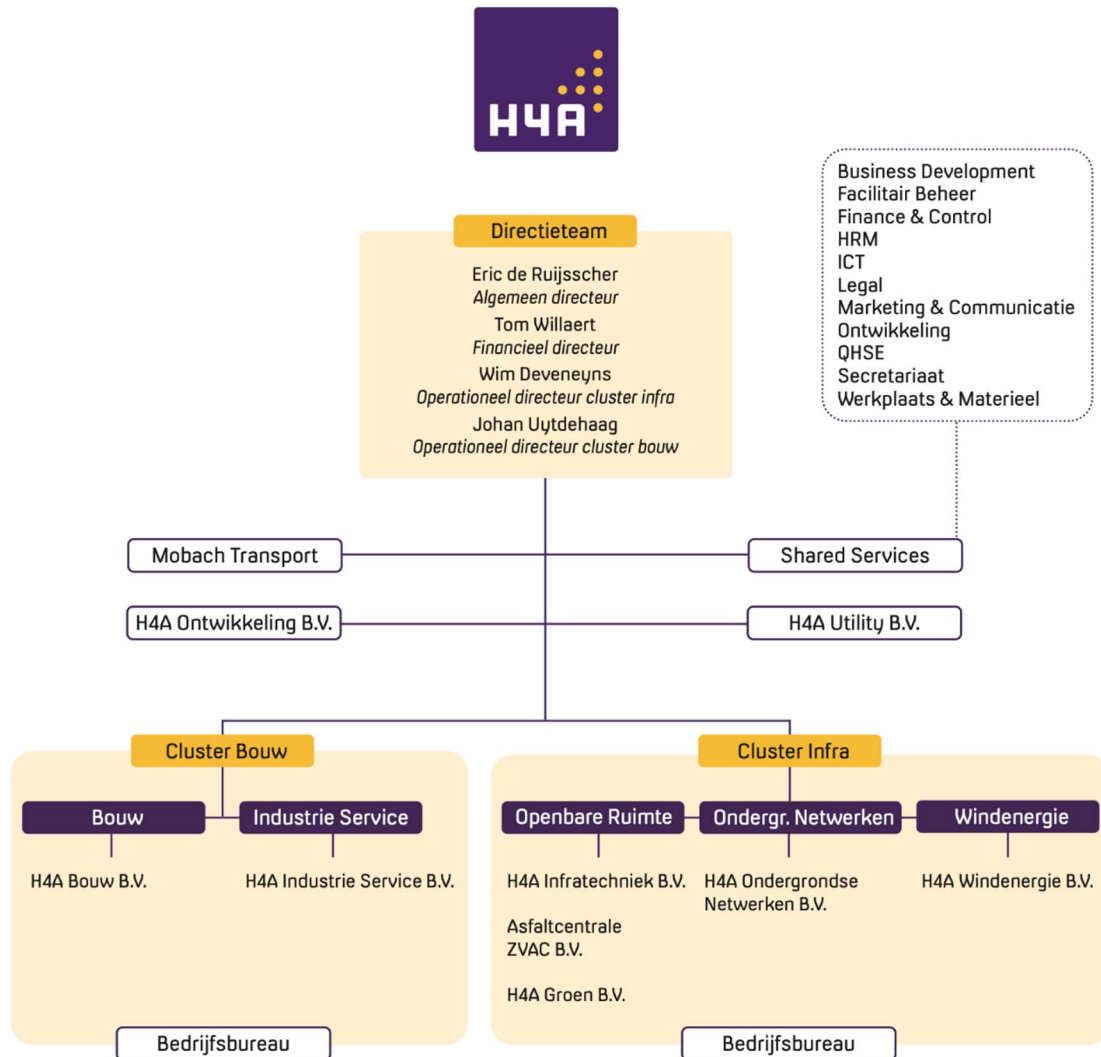 H4A
Business Development
Facilitair Beheer
Finance & Control
HRM
ICT
Legal
Marketing & Communicatie
Ontwikkeling
QHSE
Secretariaat
Werkplaats & Materieel
Directieteam
Eric de Ruijsscher
Algemeen directeur
Tom Willaert
Financieel directeur
Wim Deveneyns
Operationeel directeur cluster infra
Johan Uytdehaag
Operationeel directeur cluster bouw
Mobach Transport
Shared Services
H4A Ontwikkeling B.V.
H4A Utility B.V.
Cluster Bouw
Bouw
Industrie Service
H4A Bouw B.V.
H4A Industrie Service B.V.
Bedrijfsbureau
Cluster Infra
Openbare Ruimte
Ondergr. Netwerken
Windenergie
H4A Infratechniek B.V.
Asfaltcentrale
ZVAC B.V.
H4A Groen B.V.
H4A Ondergrondse
Netwerken B.V.
H4A Windenergie B.V.
Bedrijfsbureau